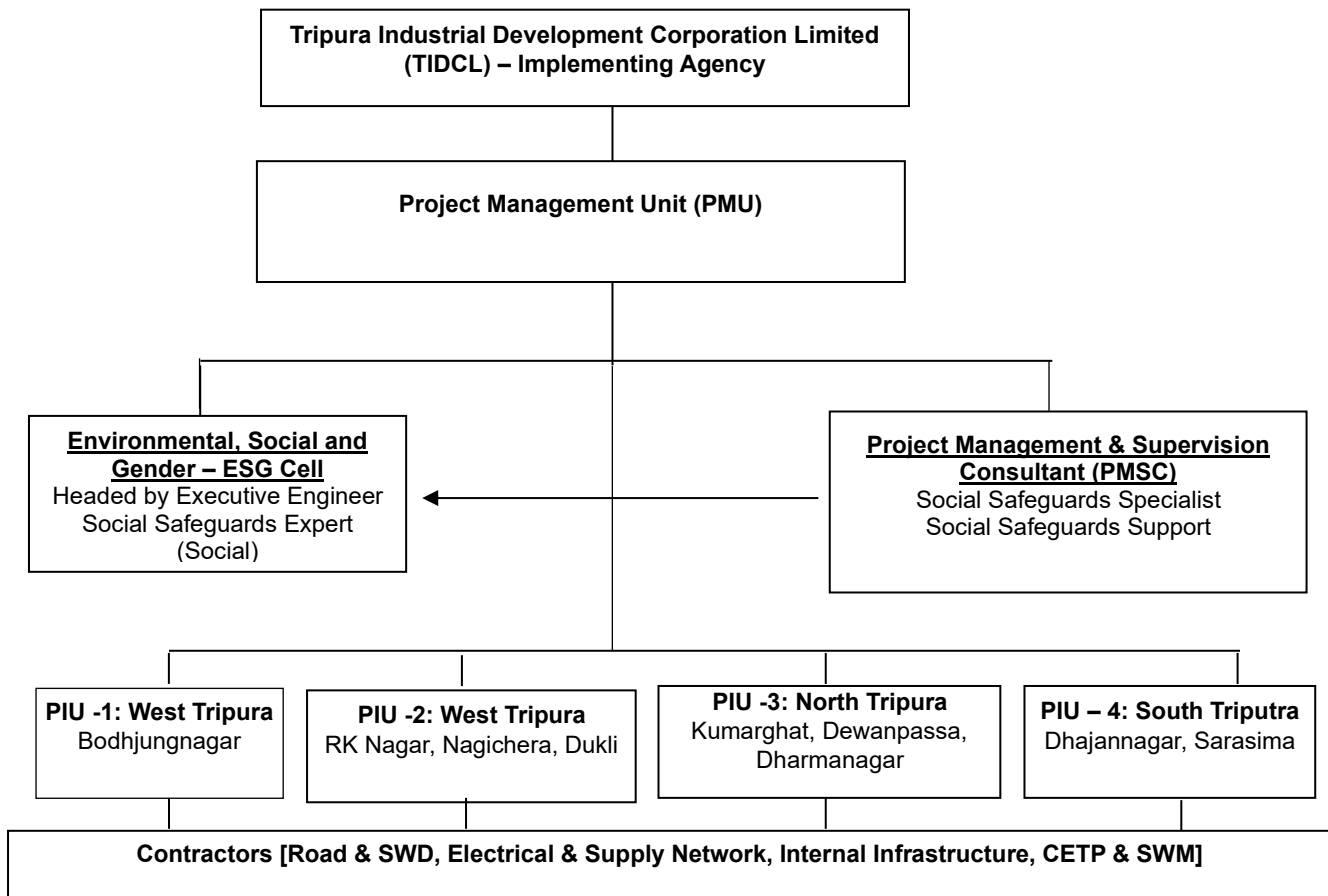 Tripura Industrial Development Corporation Limited
(TIDCL) – Implementing Agency
Project Management Unit (PMU)
Environmental, Social and
Gender – ESG Cell
Headed by Executive Engineer
Social Safeguards Expert
(Social)
Project Management & Supervision
Consultant (PMSC)
Social Safeguards Specialist
Social Safeguards Support
PIU -1: West Tripura
Bodhjungnagar
PIU -2: West Tripura
RK Nagar, Nagichera, Dukli
PIU -3: North Tripura
Kumarghat, Dewanpassa,
Dharmanagar
PIU – 4: South Triputra
Dhajannagar, Sarasima
Contractors [Road & SWD, Electrical & Supply Network, Internal Infrastructure, CETP & SWM]